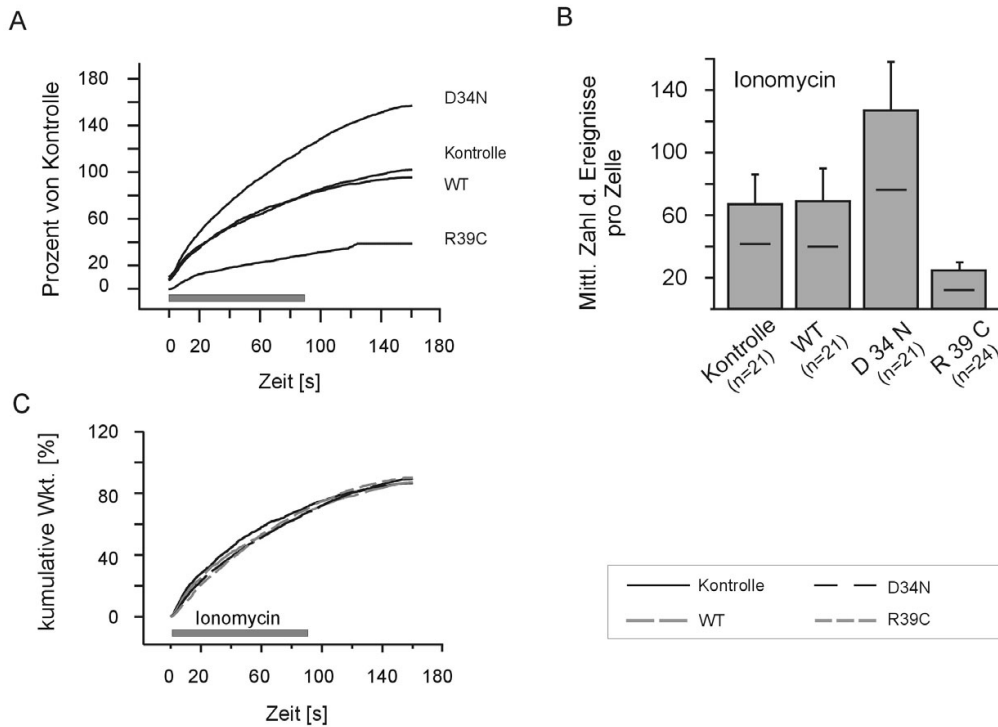 A
Prozent von Kontrolle
180
140
100
60
20
0
D34N
Kontrolle
WT
R39C
0 20 60 100 140 180
Zeit [s]
B
Mittl. Zahl d. Ereignisse
pro Zelle
Ionomycin
140
100
60
20
Kontrolle
(n=21)
WT
(n=21)
D 34 N
(n=21)
R 39 C
(n=24)
C
kumulative Wkt. [%]
120
80
40
0
Ionomycin
0 20 60 100 140 180
Zeit [s]
Kontrolle
D34N
WT
R39C